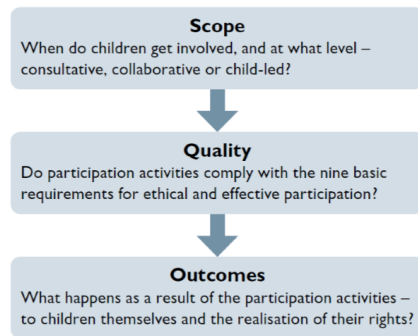 Scope
When do children get involved, and at what level –
consultative, collaborative or child-led?
Quality
Do participation activities comply with the nine basic
requirements for ethical and effective participation?
Outcomes
What happens as a result of the participation activities –
to children themselves and the realisation of their rights?